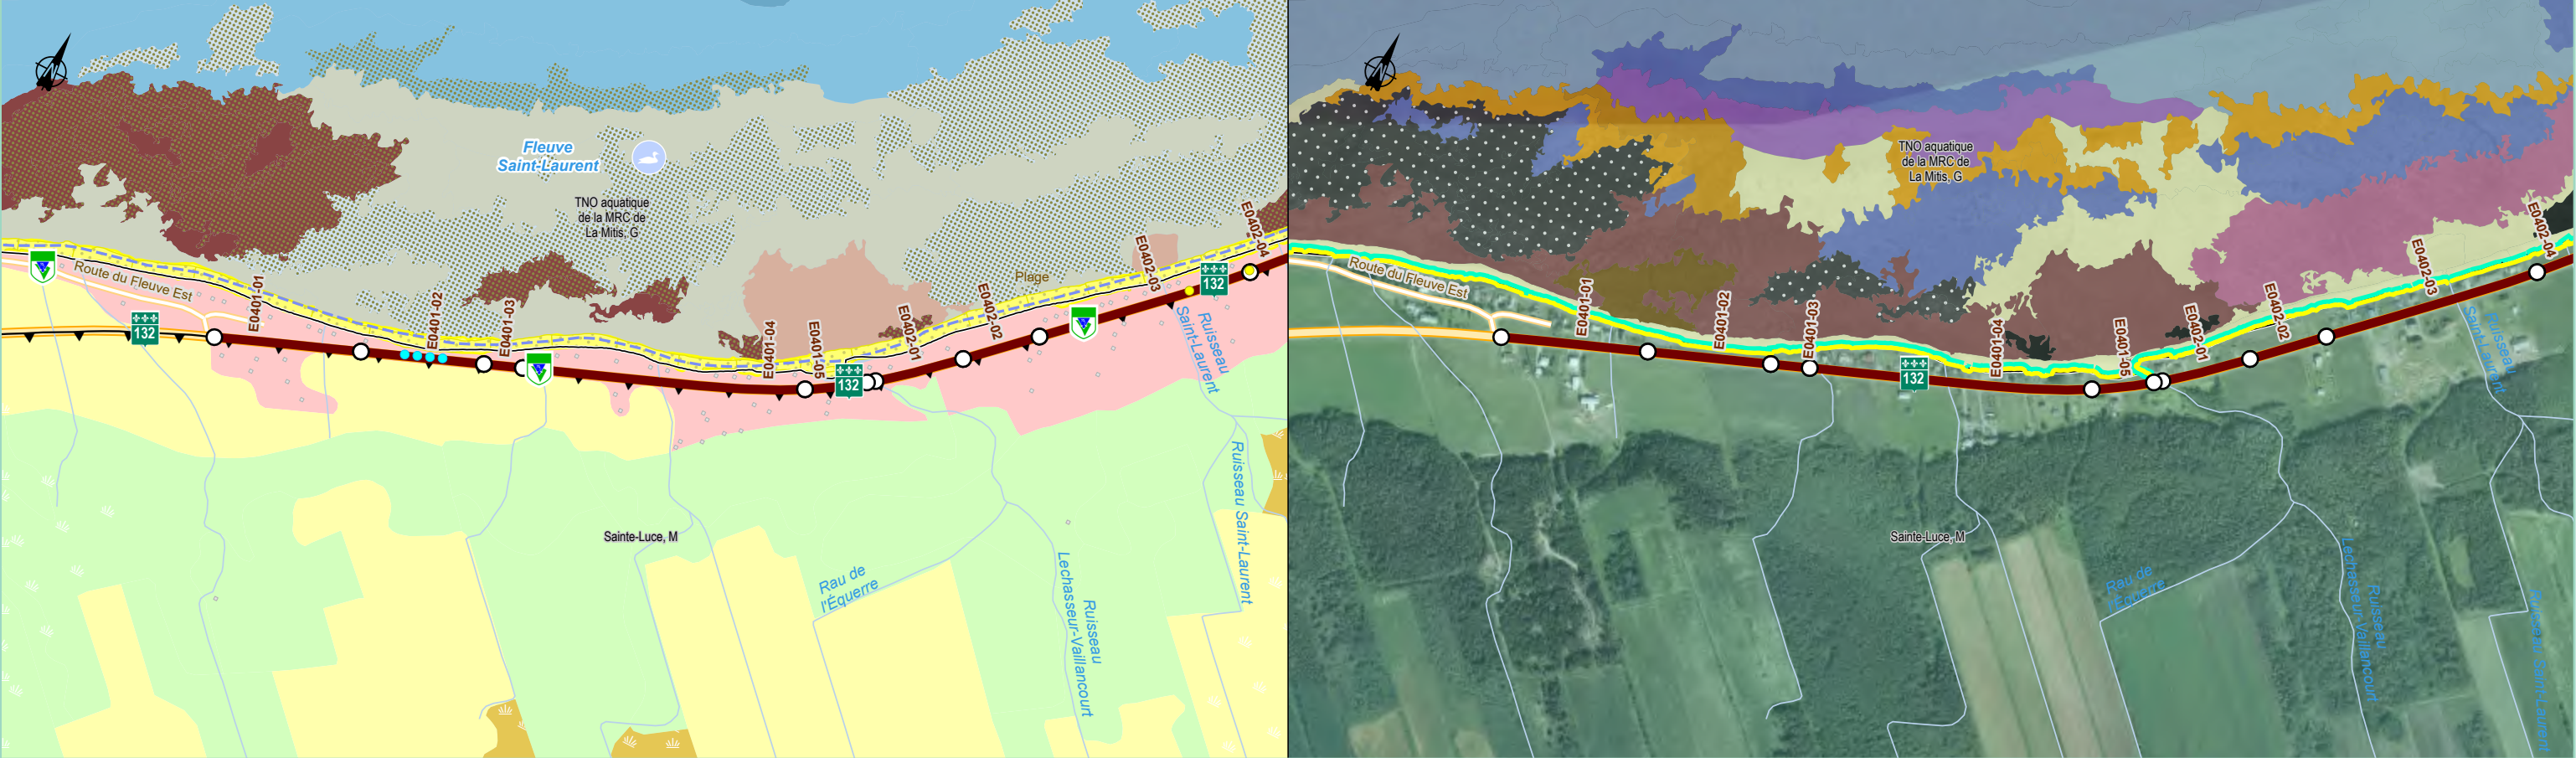 Fleuve
Saint-Laurent
TNO aquatique
de la MRC de
La Mitis, G
Route du Fleuve Est
132
E0401-01
E0401-02
E0401-03
E0401-04
E0401-05
132
E0402-01
E0402-02
Plage
E0402-03
132
E0402-04
Ruisseau
Saint-Laurent
Ruisseau Saint-Laurent
Sainte-Luce, M
Rau de
l'Équerre
Ruisseau
Lechasseur-Vaillancourt
N
TNO aquatique
de la MRC de
La Mitis, G
Route du Fleuve Est
E0401-01
E0401-02
E0401-03
132
E0401-04
E0401-05
E0402-01
E0402-02
E0402-03
E0402-04
Ruisseau
Saint-Laurent
Sainte-Luce, M
Rau de
l'Équerre
Ruisseau
Lechasseur-Vaillancourt
Ruisseau Saint-Laurent
N